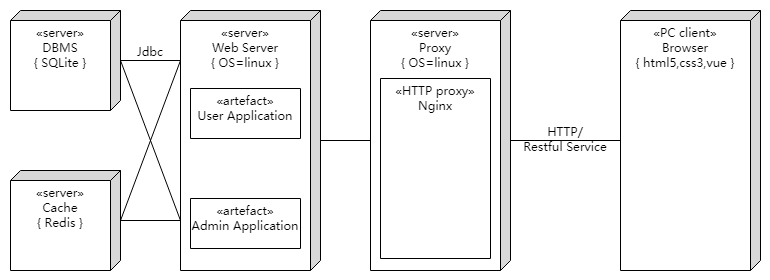 «server»
DBMS
{ SQLite }
Jdbc
«server»
Web Server
{ OS=linux }
«artefact»
User Application
«artefact»
Admin Application
«server»
Cache
{ Redis }
«server»
Proxy
{ OS=linux }
«HTTP proxy»
Nginx
HTTP/
Restful Service
«PC client»
Browser
{ html5,css3,vue }